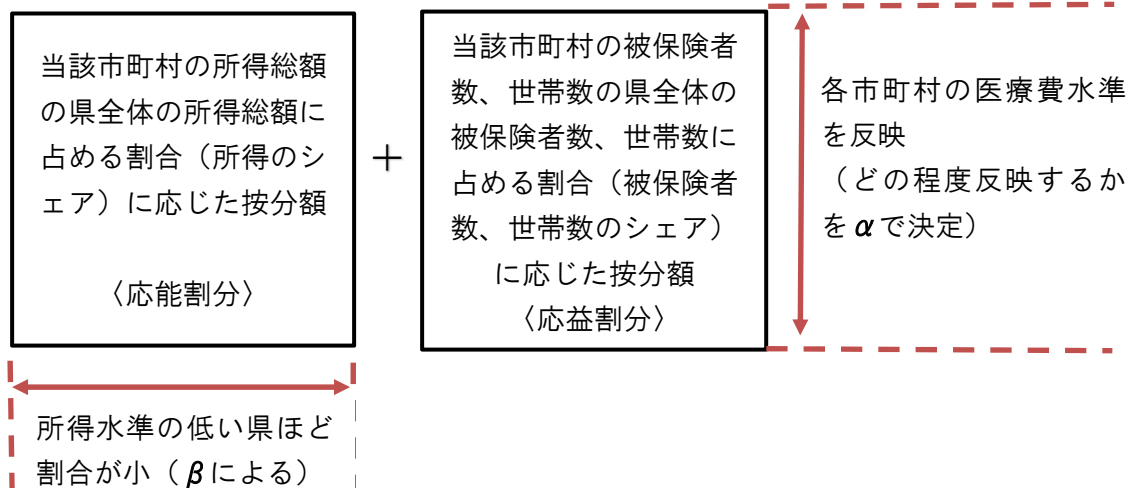 当該市町村の所得総額
の県全体の所得総額に
占める割合（所得のシ
ェア）に応じた按分額
〈応能割分〉
＋
当該市町村の被保険者
数、世帯数の県全体の
被保険者数、世帯数に
占める割合（被保険者
数、世帯数のシェア）
に応じた按分額
〈応益割分〉
各市町村の医療費水準
を反映
（どの程度反映するか
をαで決定）
所得水準の低い県ほど
割合が小（βによる）